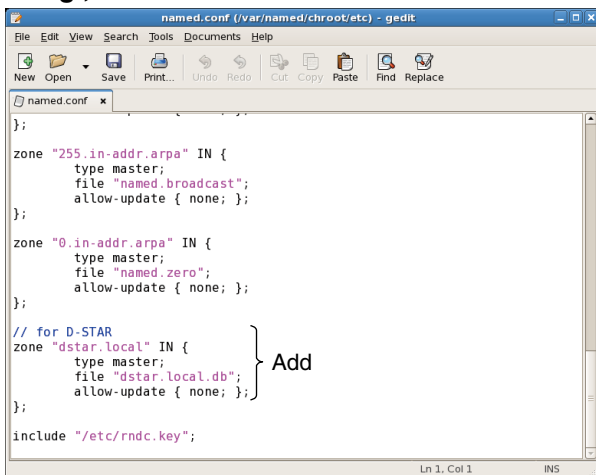 named.conf (/var/named/chroot/etc) - gedit
File Edit View Search Tools Documents Help
New Open Save Print... Undo Redo Cut Copy Paste Find Replace
named.conf x
};
zone "255.in-addr.arpa" IN {
type master;
file "named.broadcast";
allow-update { none; };
};
zone "0.in-addr.arpa" IN {
type master;
file "named.zero";
allow-update { none; };
};
// for D-STAR
zone "dstar.local" IN {
type master;
file "dstar.local.db";
allow-update { none; };
};
Add
include "/etc/rndc.key";
Ln 1, Col 1 INS